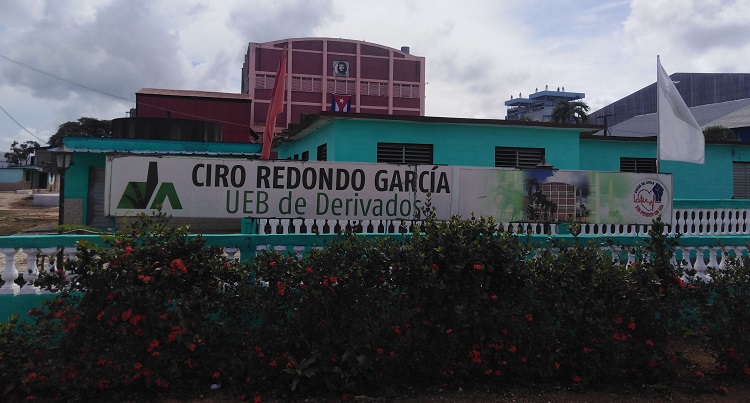 CIRO REDONDO GARCÍA
UEB de Derivados